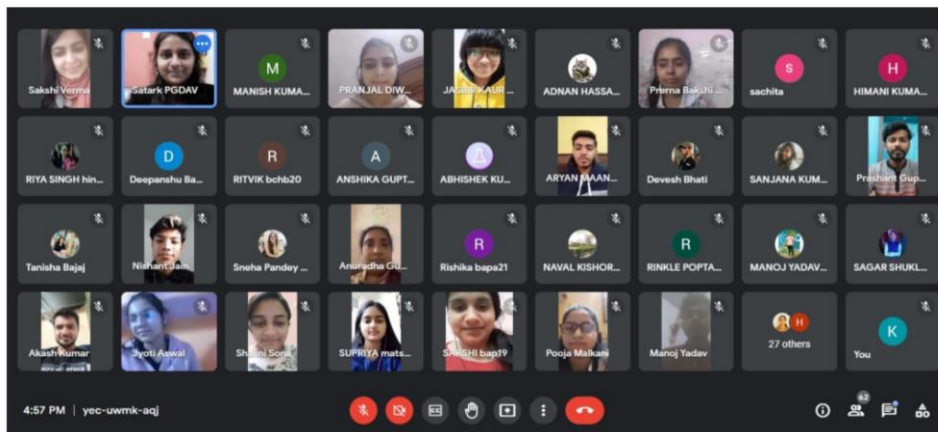 Sakshi Verma
Satark PGDAV
M
MANISH KUMA...
PRANJAL DIW...
JASBIR KAUR ...
ADNAN HASSA...
Prerna Bakshi ...
s
sachita
H
HIMANI KUMA...
RIYA SINGH hin...
D
Deepanshu Ba...
R
RITVIK bchb20
A
ANSHIKA GUPT...
ABHISHEK KU...
ARYAN MAAN...
Devesh Bhati
SANJANA KUM...
Prashant Gup...
Tanisha Bajaj
Nishant Jain
Sneha Pandey ...
Anuradha Gu...
R
Rishika bapa21
NAVAL KISHOR...
R
RINKLE POPTA...
MANOJ YADAV...
SAGAR SHUKL...
Akash Kumar
Jyoti Aswal
Shalini Sona
SUPRIYA mats...
SAKSHI bap19
Pooja Malkani
Manoj Yadav
H
27 others
K
You
4:57 PM | yec-uwmk-aqj
CC
62